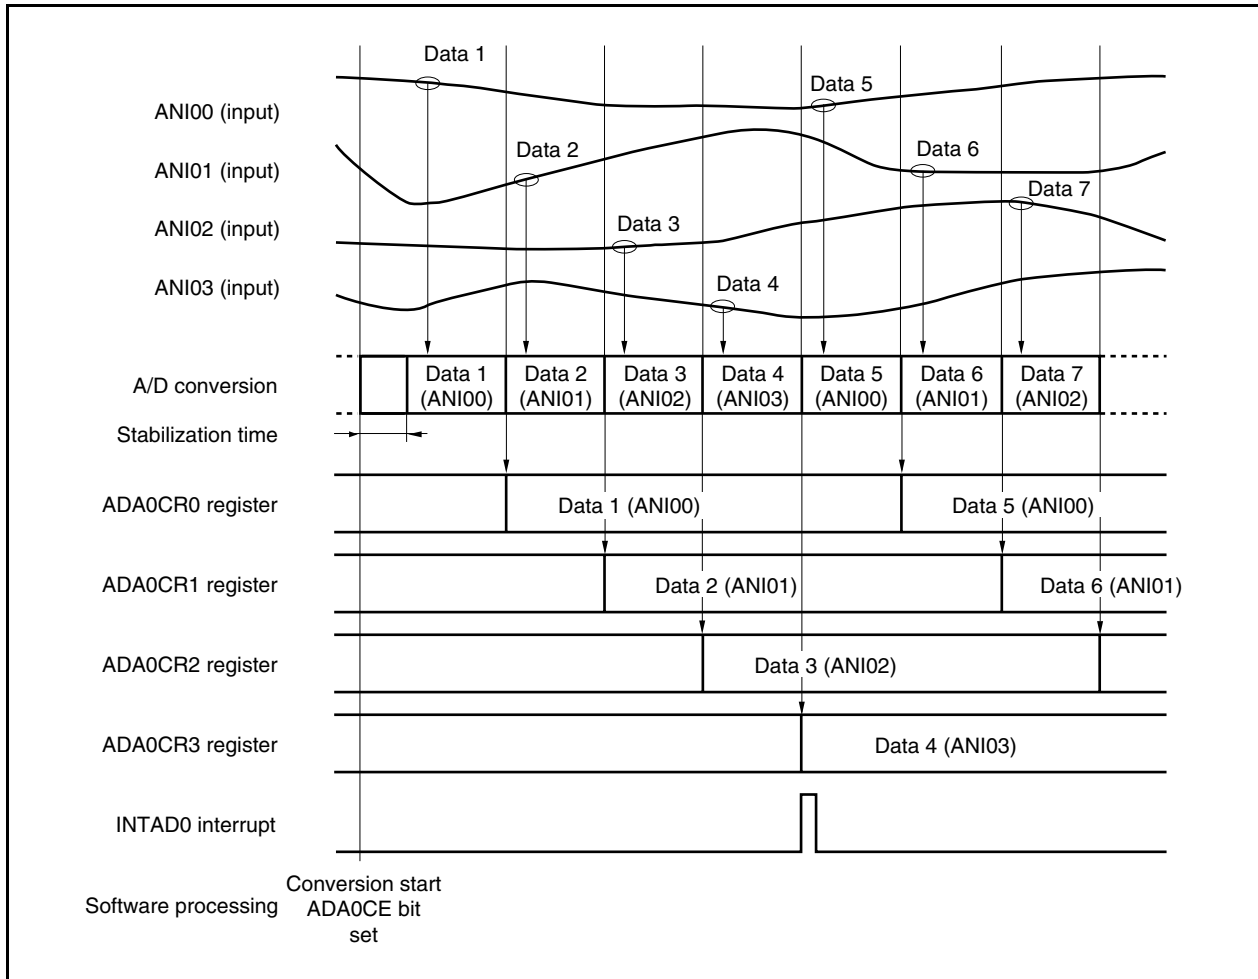 Data 1
Data 5
ANI00 (input)
Data 2
Data 6
ANI01 (input)
Data 7
ANI02 (input)
Data 3
ANI03 (input)
Data 4
A/D conversion
Data 1
(ANI00)
Data 2
(ANI01)
Data 3
(ANI02)
Data 4
(ANI03)
Data 5
(ANI00)
Data 6
(ANI01)
Data 7
(ANI02)
Stabilization time
ADA0CR0 register
Data 1 (ANI00)
Data 5 (ANI00)
ADA0CR1 register
Data 2 (ANI01)
Data 6 (ANI01)
ADA0CR2 register
Data 3 (ANI02)
ADA0CR3 register
Data 4 (ANI03)
INTAD0 interrupt
Software processing
Conversion start
ADA0CE bit
set